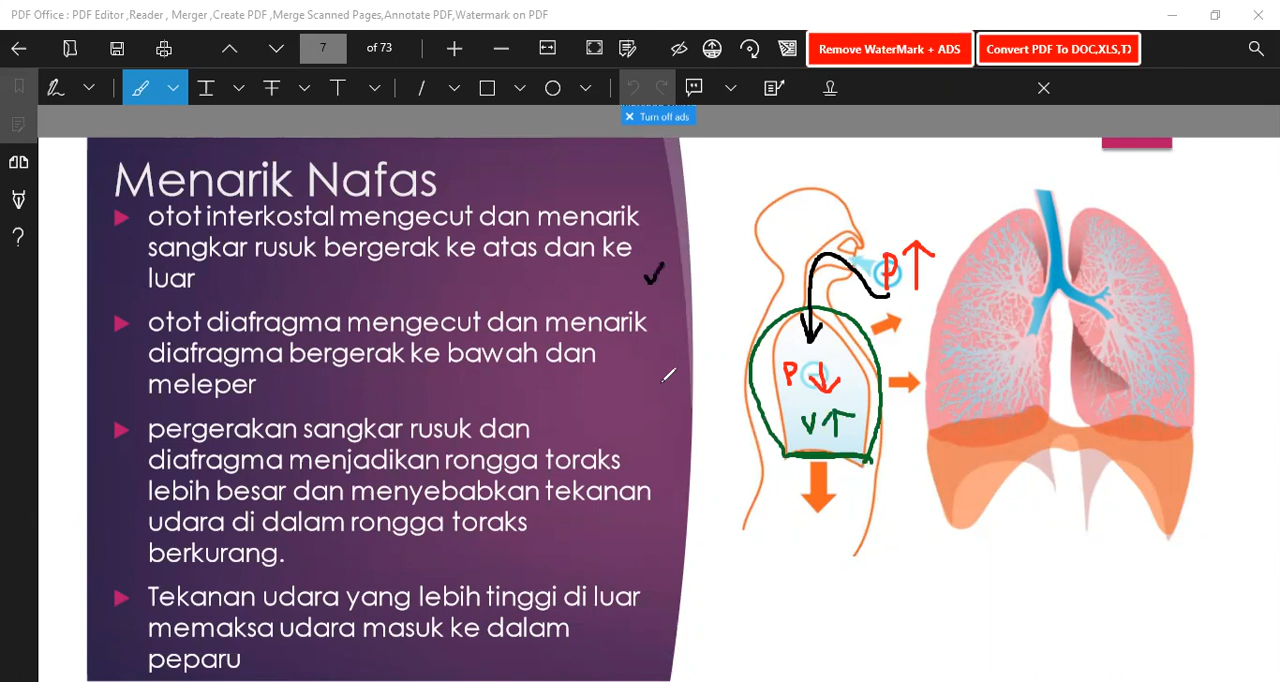 PDF Office : PDF Editor ,Reader , Merger ,Create PDF ,Merge Scanned Pages,Annotate PDF,Watermark on PDF
7 of 73
Remove WaterMark + ADS
Convert PDF To DOC,XLS,TX
Turn off ads
Menarik Nafas
otot interkostal mengecut dan menarik
sangkar rusuk bergerak ke atas dan ke
luar
otot diafragma mengecut dan menarik
diafragma bergerak ke bawah dan
meleper
pergerakan sangkar rusuk dan
diafragma menjadikan rongga toraks
lebih besar dan menyebabkan tekanan
udara di dalam rongga toraks
berkurang.
Tekanan udara yang lebih tinggi di luar
memaksa udara masuk ke dalam
peparu
P ↑
P ↓
V ↑